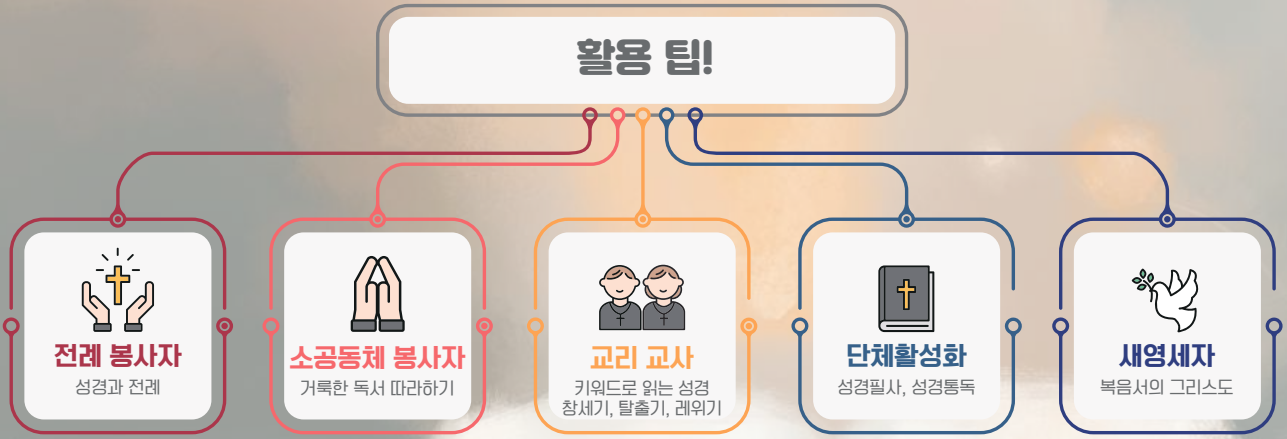 활용 팁!
전례 봉사자
성경과 전례
소공동체 봉사자
거룩한 독서 따라하기
교리 교사
키워드로 읽는 성경
창세기, 탈출기, 레위기
단체활성화
성경필사, 성경통독
새영세자
복음서의 그리스도